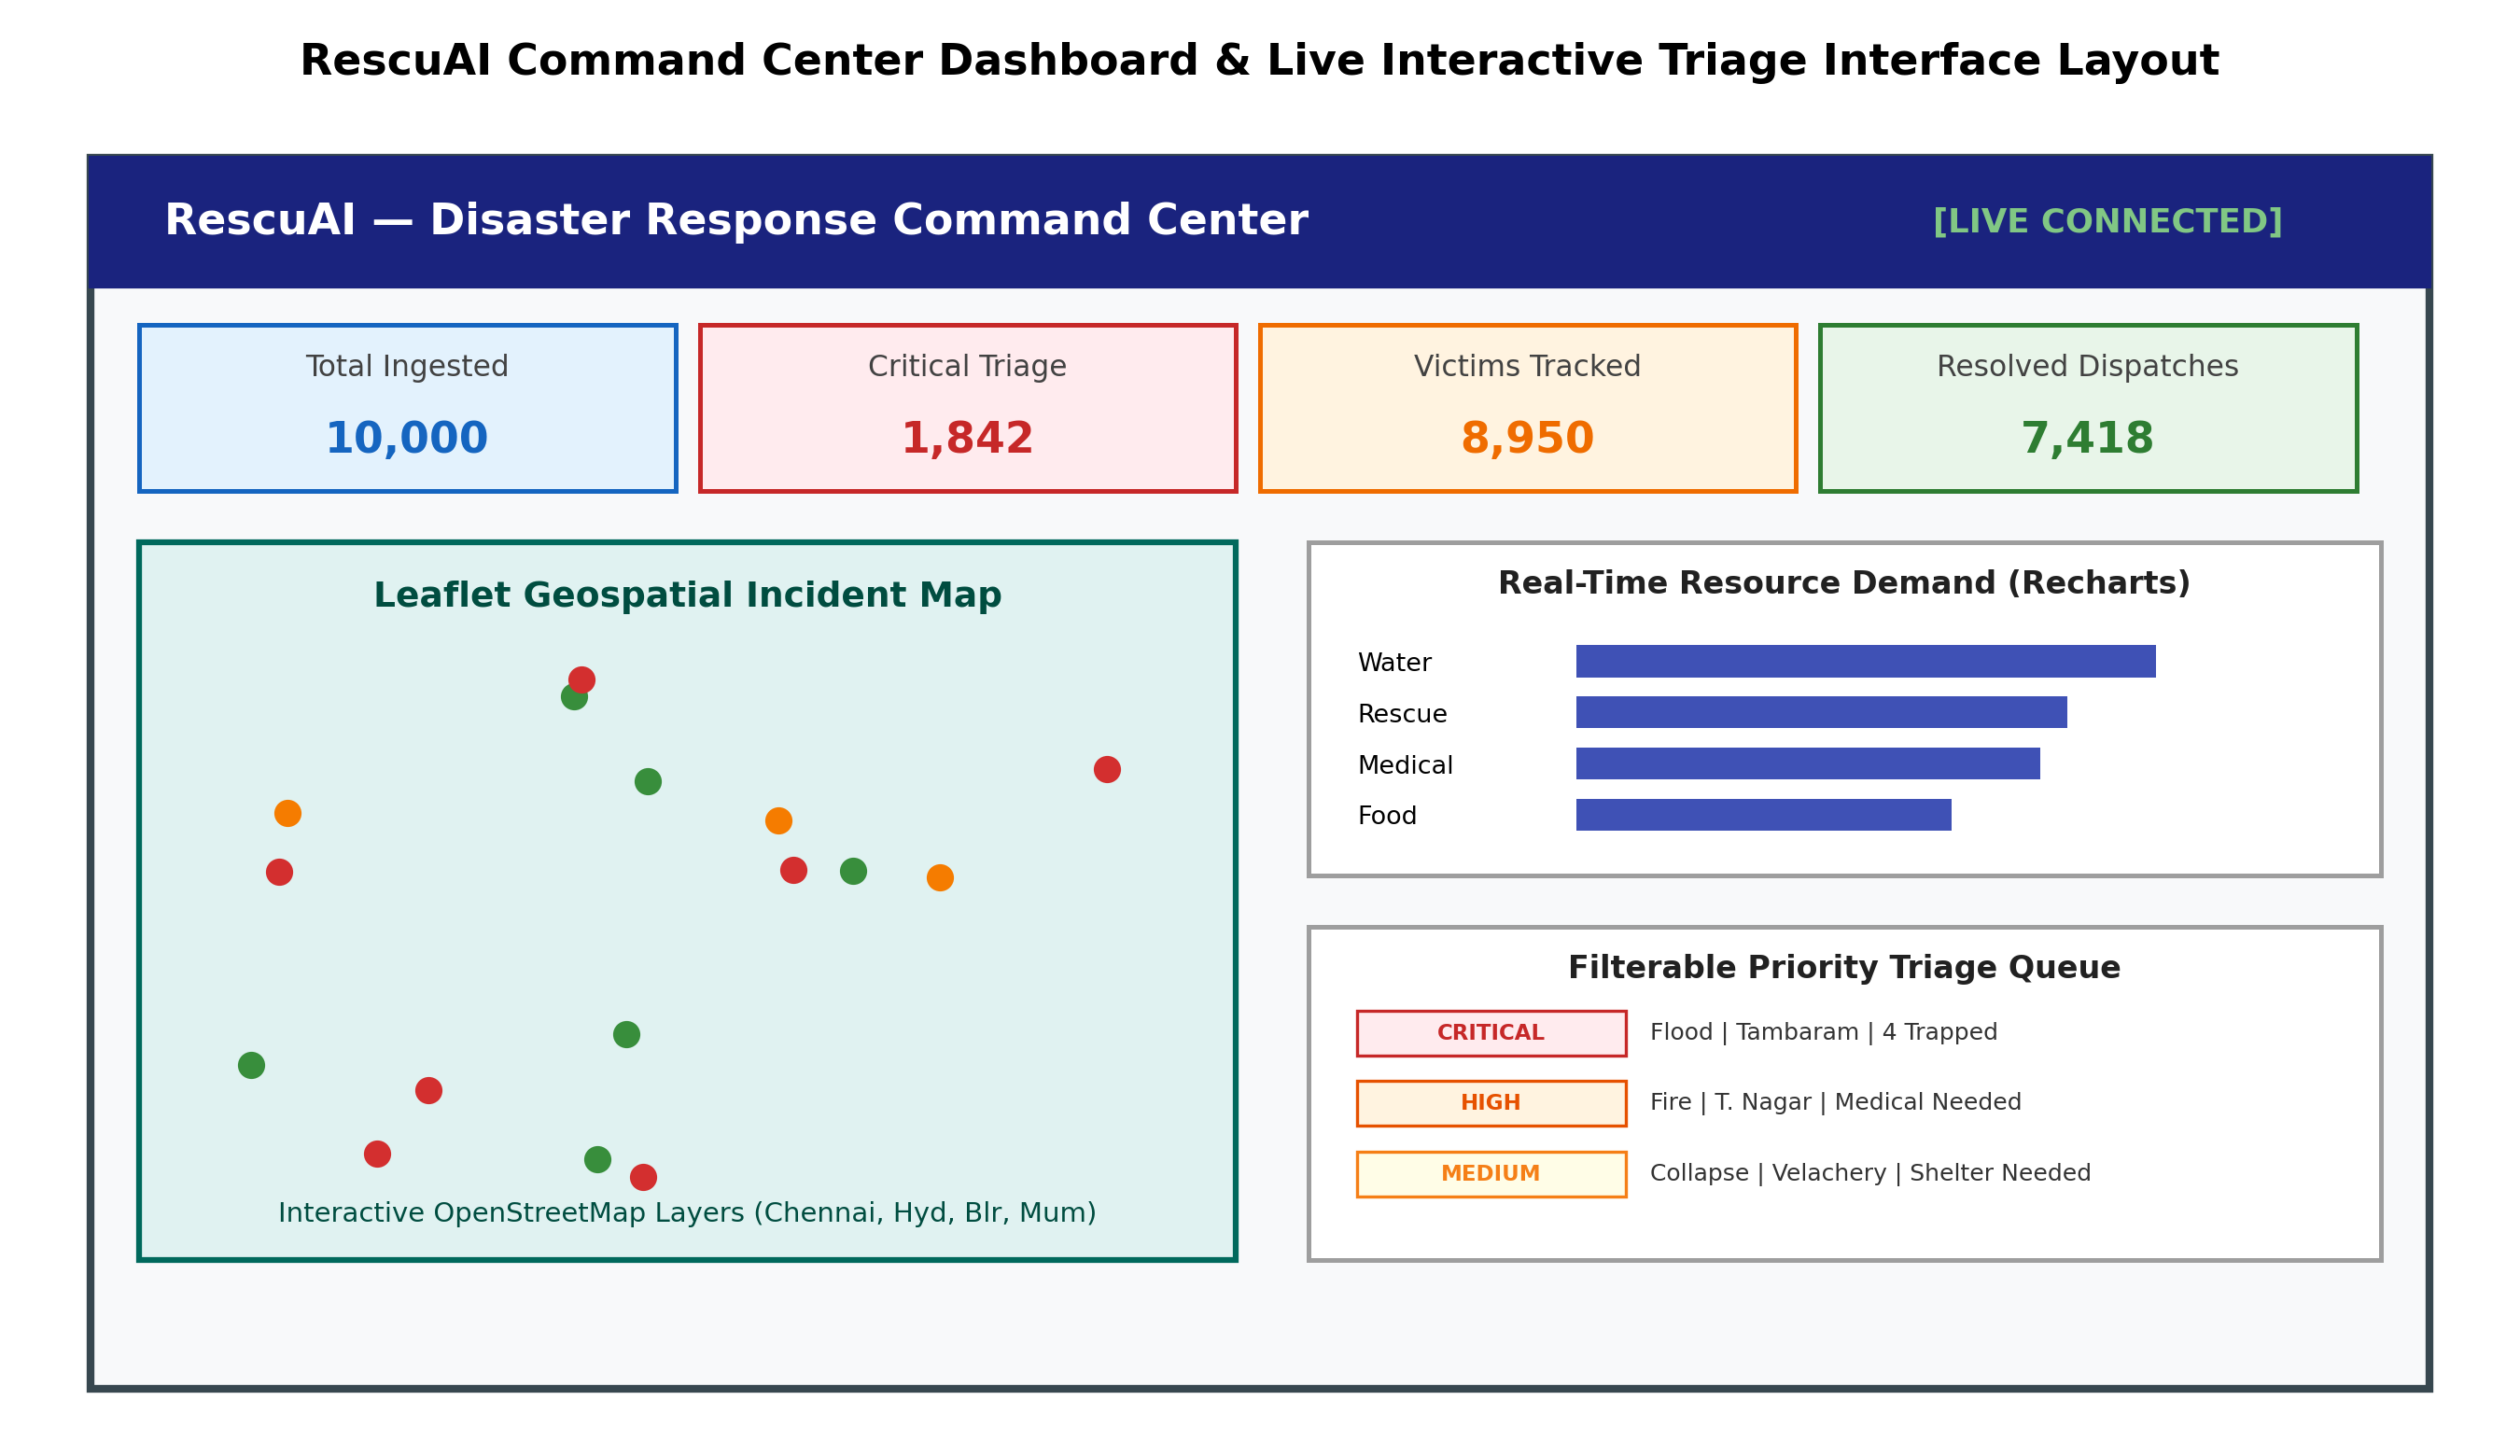 RescuAI Command Center Dashboard & Live Interactive Triage Interface Layout
RescuAI — Disaster Response Command Center
[LIVE CONNECTED]
Total Ingested
10,000
Critical Triage
1,842
Victims Tracked
8,950
Resolved Dispatches
7,418
Leaflet Geospatial Incident Map
Interactive OpenStreetMap Layers (Chennai, Hyd, Blr, Mum)
Real-Time Resource Demand (Recharts)
Water
Rescue
Medical
Food
Filterable Priority Triage Queue
CRITICAL Flood | Tambaram | 4 Trapped
HIGH Fire | T. Nagar | Medical Needed
MEDIUM Collapse | Velachery | Shelter Needed